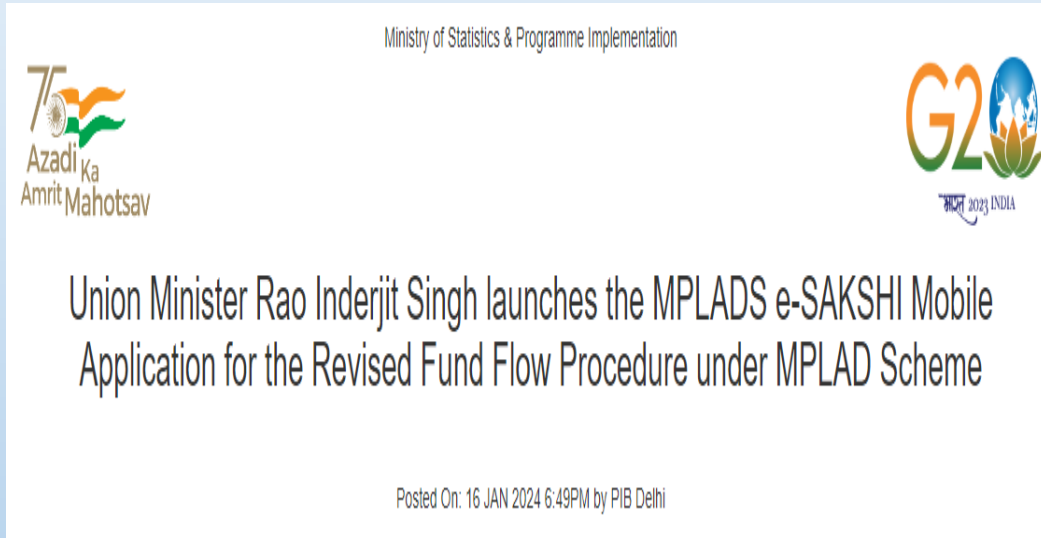 Ministry of Statistics & Programme Implementation
75
Azadi Ka
Amrit Mahotsav
G20
भारत 2023 INDIA
Union Minister Rao Inderjit Singh launches the MPLADS e-SAKSHI Mobile
Application for the Revised Fund Flow Procedure under MPLAD Scheme
Posted On: 16 JAN 2024 6:49PM by PIB Delhi